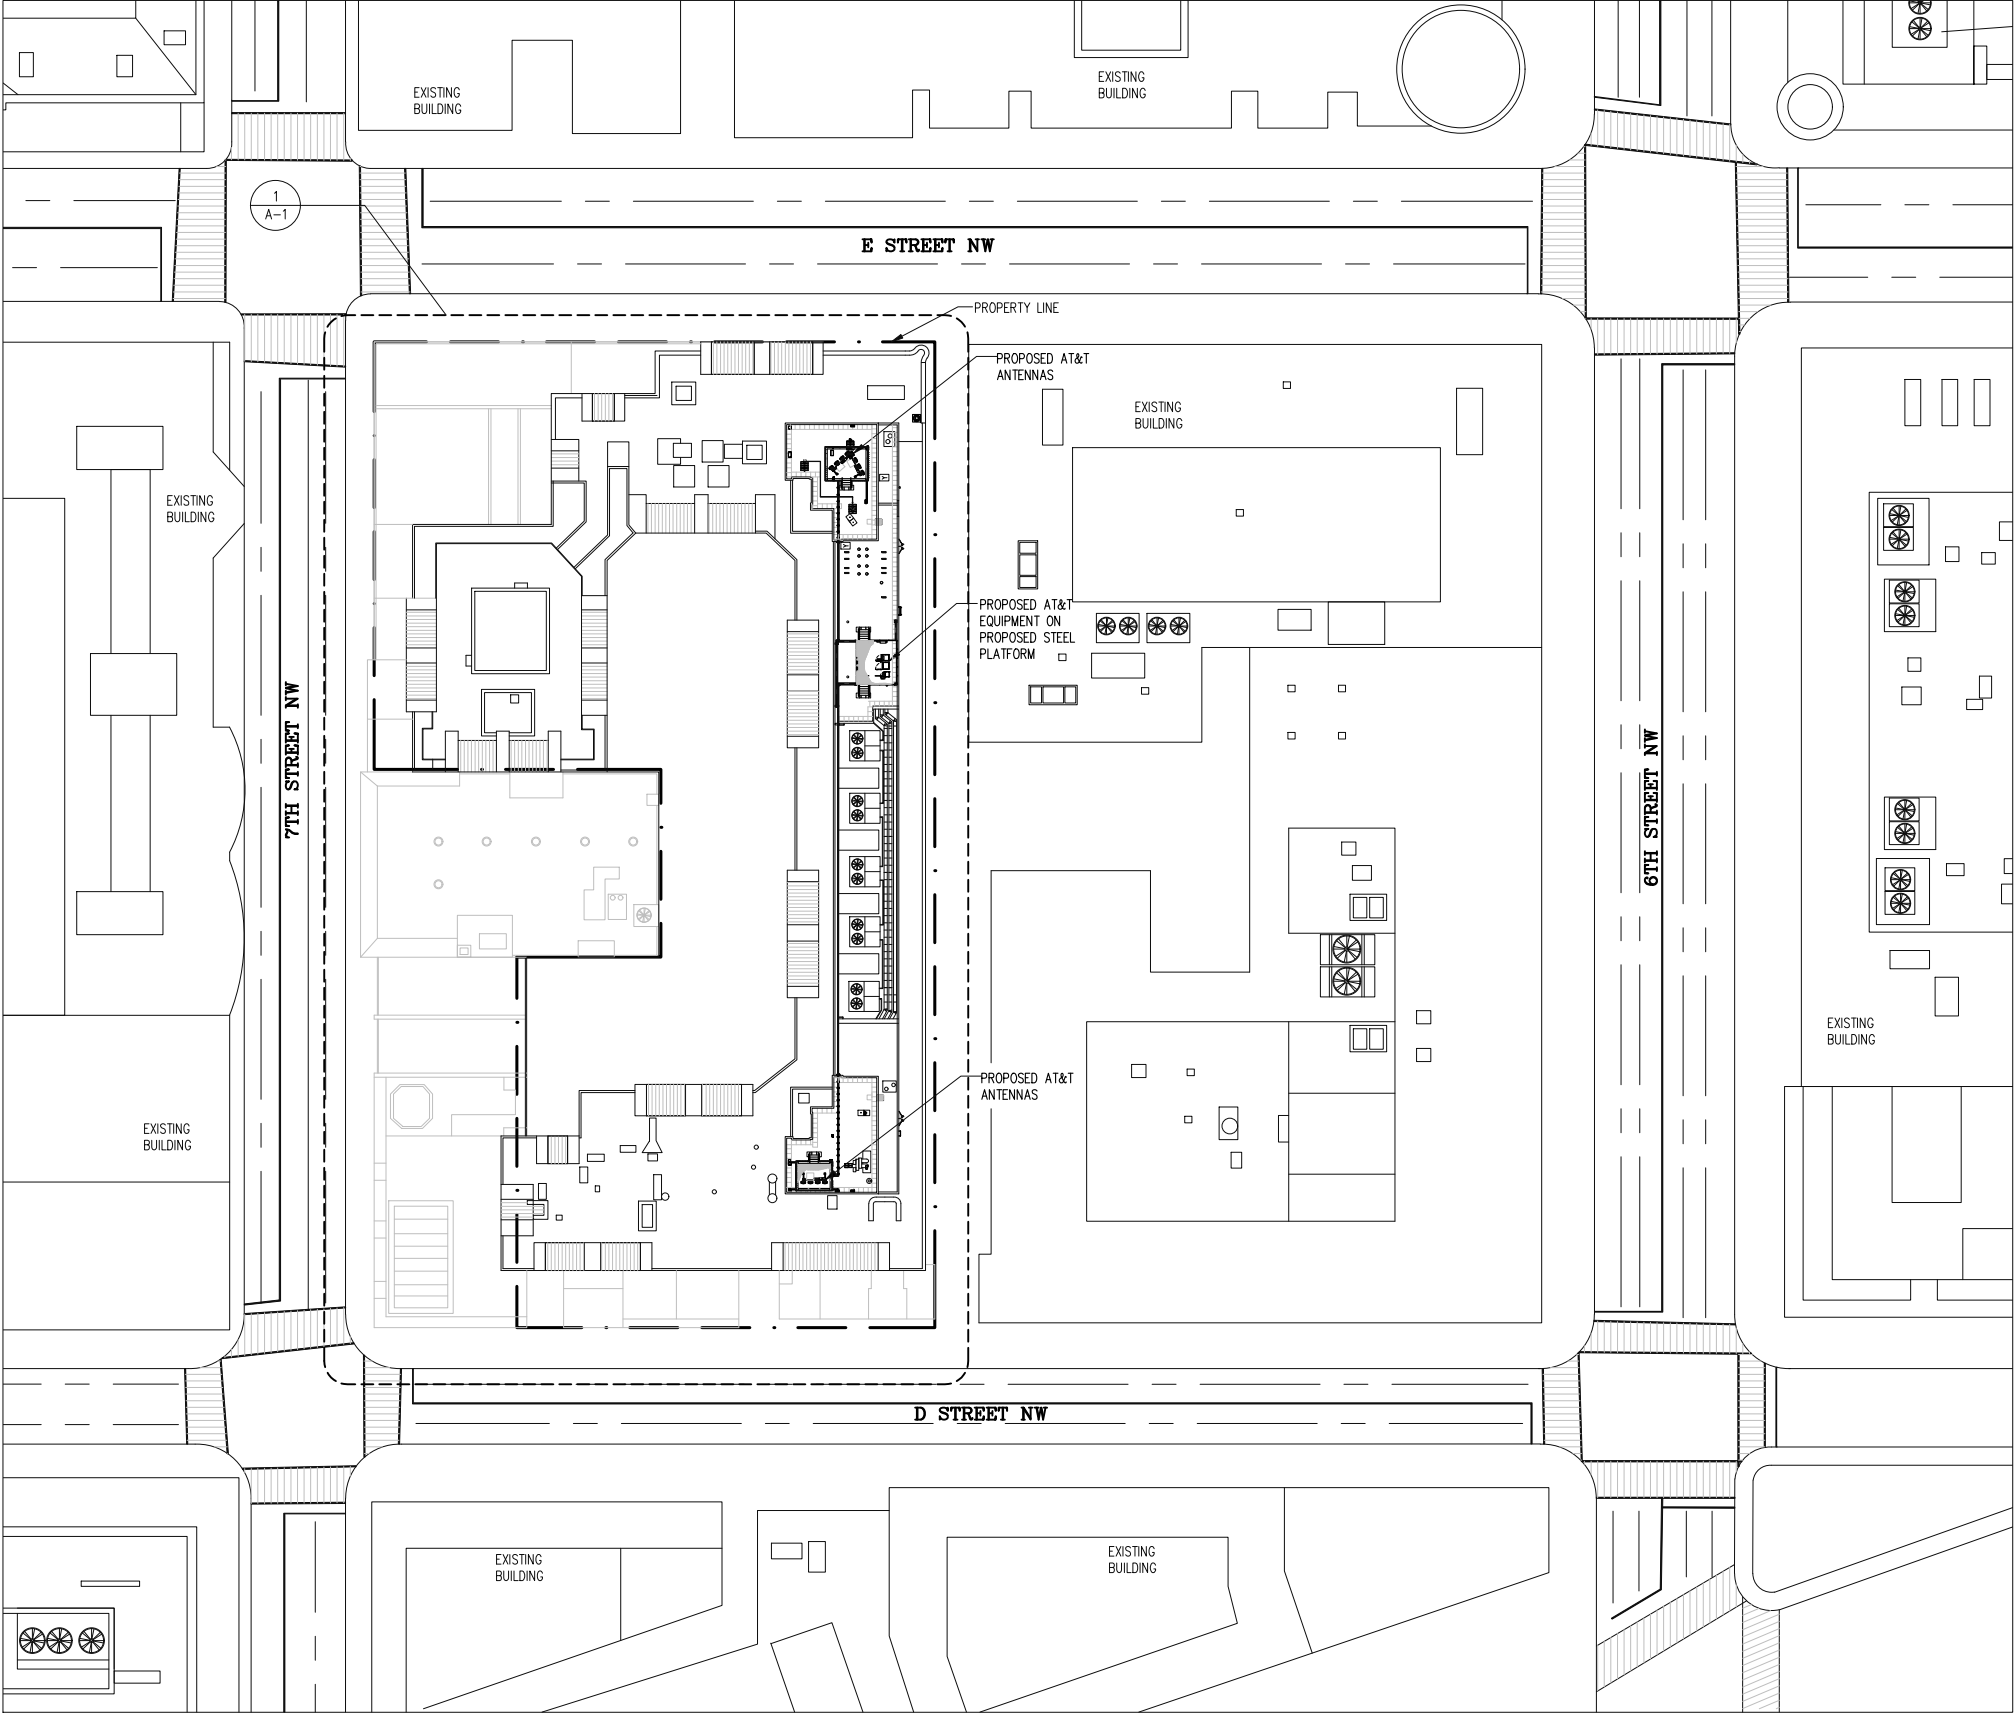 EXISTING
BUILDING
EXISTING
BUILDING
1
A-1
E STREET NW
PROPERTY LINE
PROPOSED AT&T
ANTENNAS
EXISTING
BUILDING
EXISTING
BUILDING
PROPOSED AT&T
EQUIPMENT ON
PROPOSED STEEL
PLATFORM
7TH STREET NW
6TH STREET NW
EXISTING
BUILDING
PROPOSED AT&T
ANTENNAS
EXISTING
BUILDING
D STREET NW
EXISTING
BUILDING
EXISTING
BUILDING